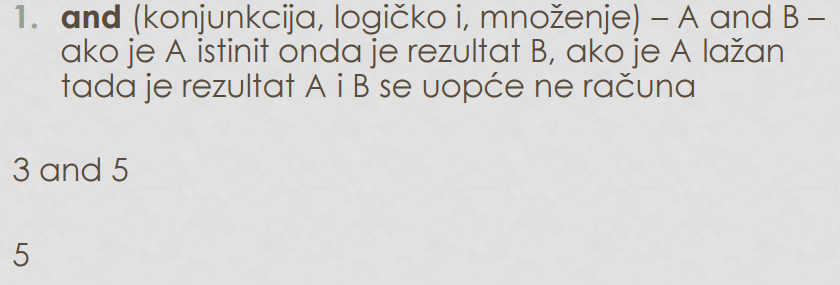 1. and (konjunkcija, logičko i, množenje) – A and B –
ako je A istinit onda je rezultat B, ako je A lažan
tada je rezultat A i B se uopće ne računa
3 and 5
5